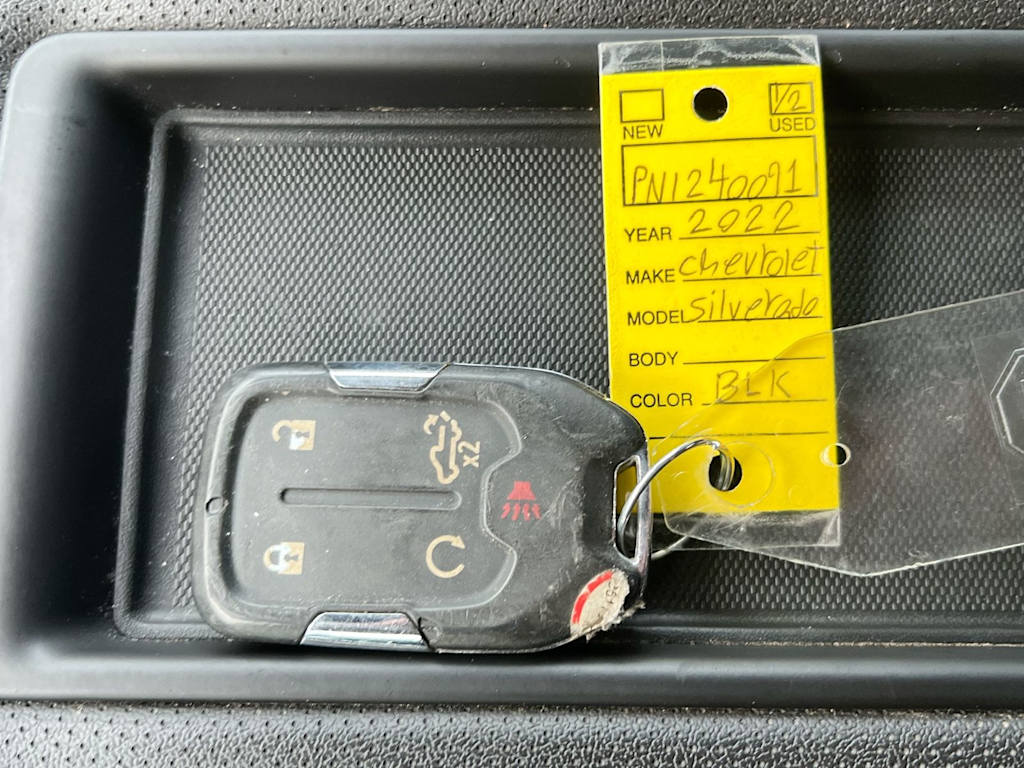 1/2
NEW USED
PN1240091
YEAR 2022
MAKE chevrolet
MODEL silverado
BODY
COLOR BLK
x2